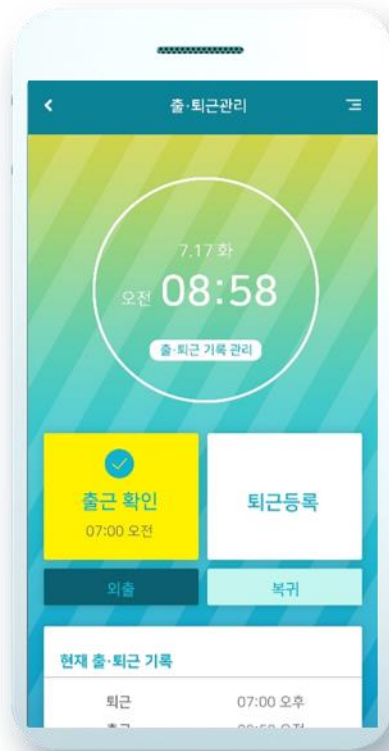 출·퇴근관리
7.17 화
오전 08:58
출·퇴근 기록 관리
출근 확인
07:00 오전
퇴근등록
외출
복귀
현재 출·퇴근 기록
퇴근 07:00 오후